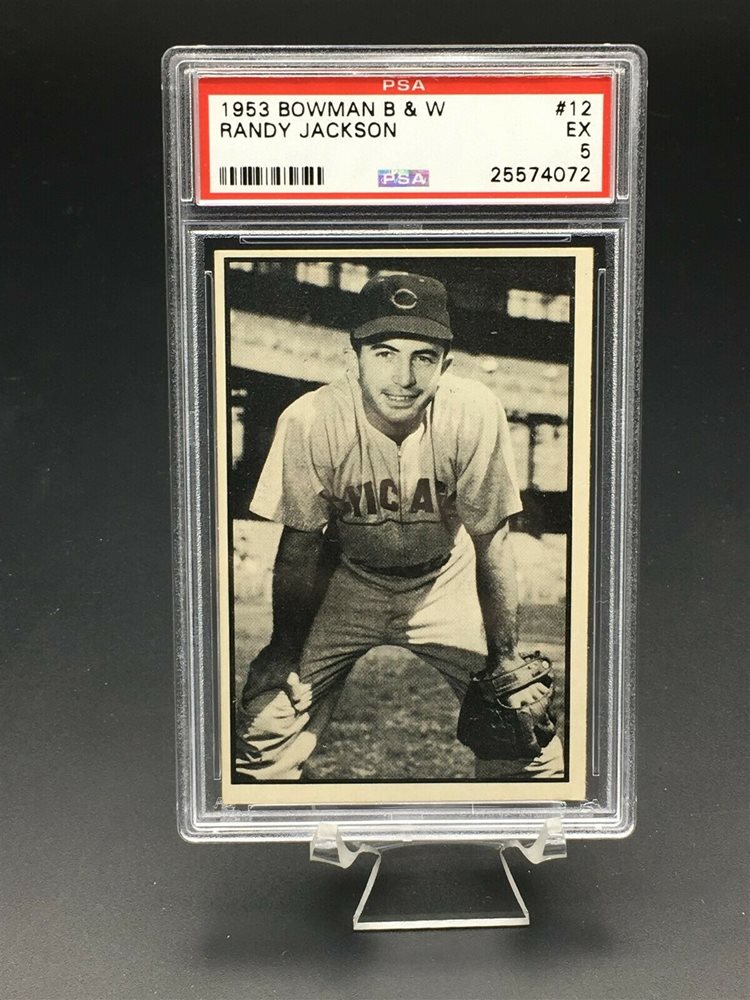 PSA
1953 BOWMAN B & W #12
RANDY JACKSON EX
5
PSA 25574072
C